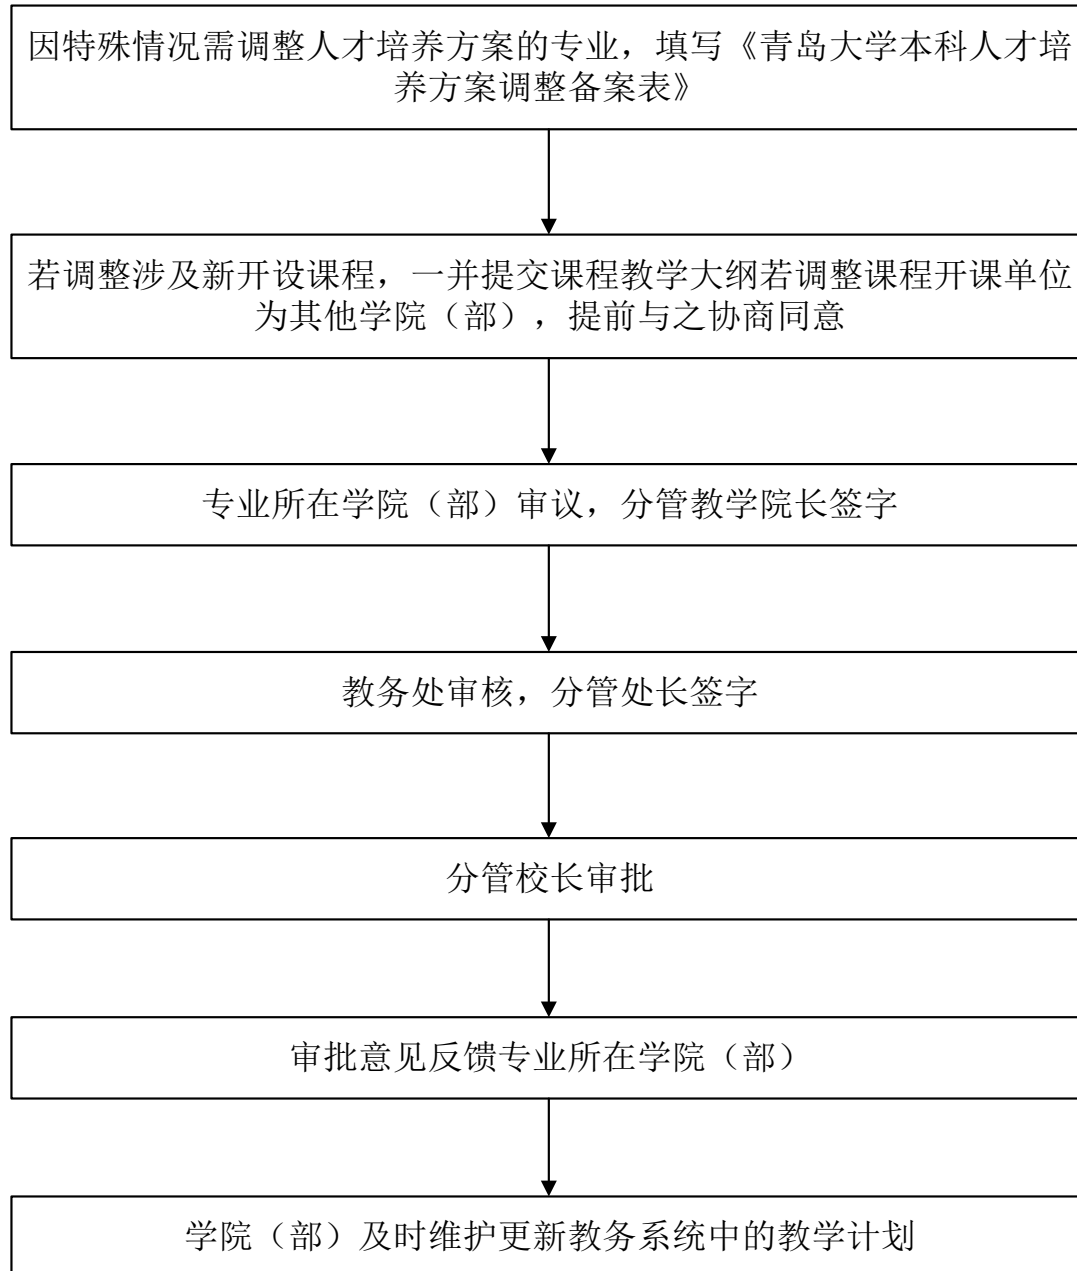 因特殊情况需调整人才培养方案的专业，填写《青岛大学本科人才培
养方案调整备案表》
若调整涉及新开设课程，一并提交课程教学大纲若调整课程开课单位
为其他学院（部），提前与之协商同意
专业所在学院（部）审议，分管教学院长签字
教务处审核，分管处长签字
分管校长审批
审批意见反馈专业所在学院（部）
学院（部）及时维护更新教务系统中的教学计划